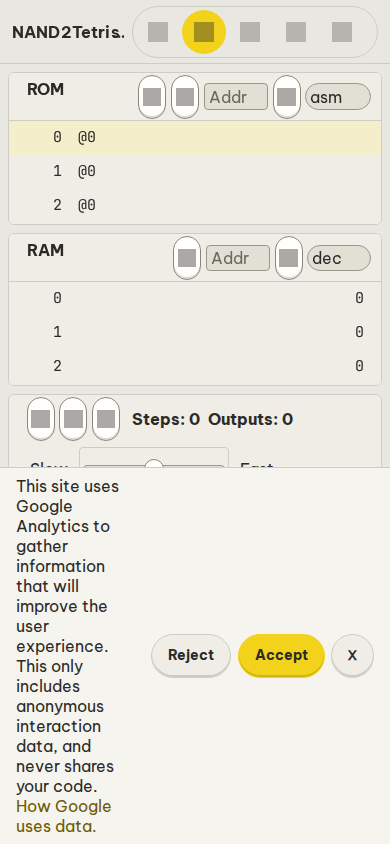 NAND2Tetris..
ROM Addr asm
0 @0
1 @0
2 @0
RAM Addr dec
0 0
1 0
2 0
Steps: 0 Outputs: 0
Slow Fast
This site uses
Google
Analytics to
gather
information
that will
improve the
user
experience.
This only
includes
anonymous
interaction
data, and
never shares
your code.
How Google
uses data.
Reject Accept X